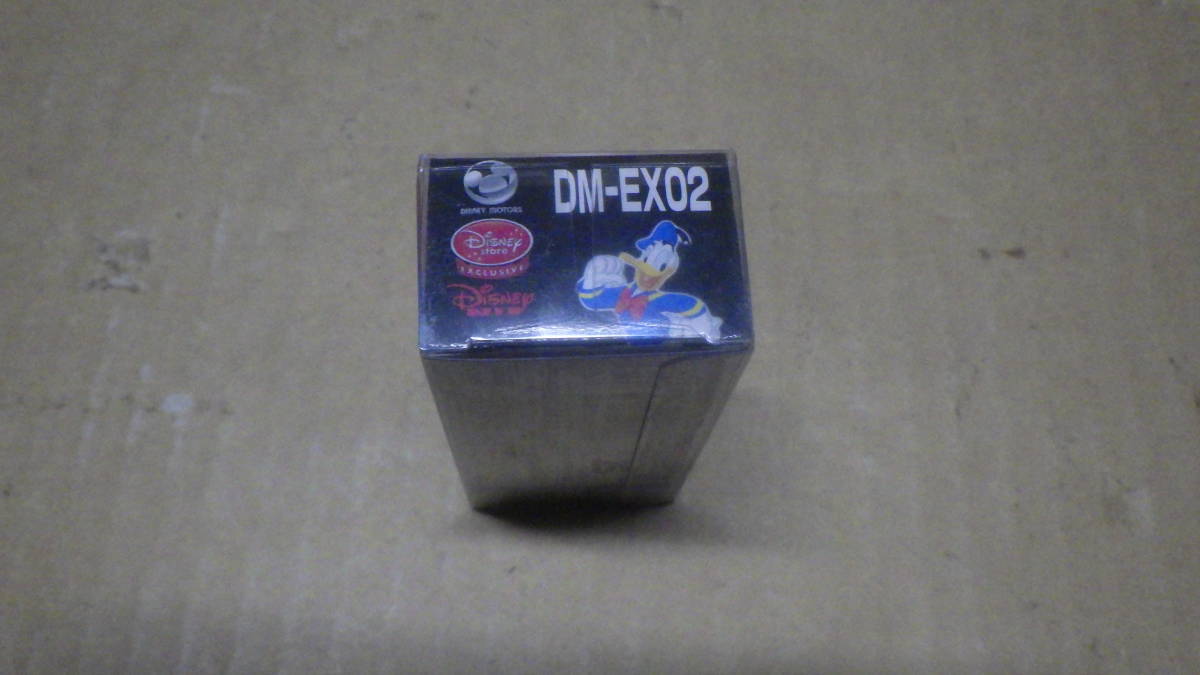 DM-EX02
DISNEY MOTORS
Disney
store
EXCLUSIVE
Disney